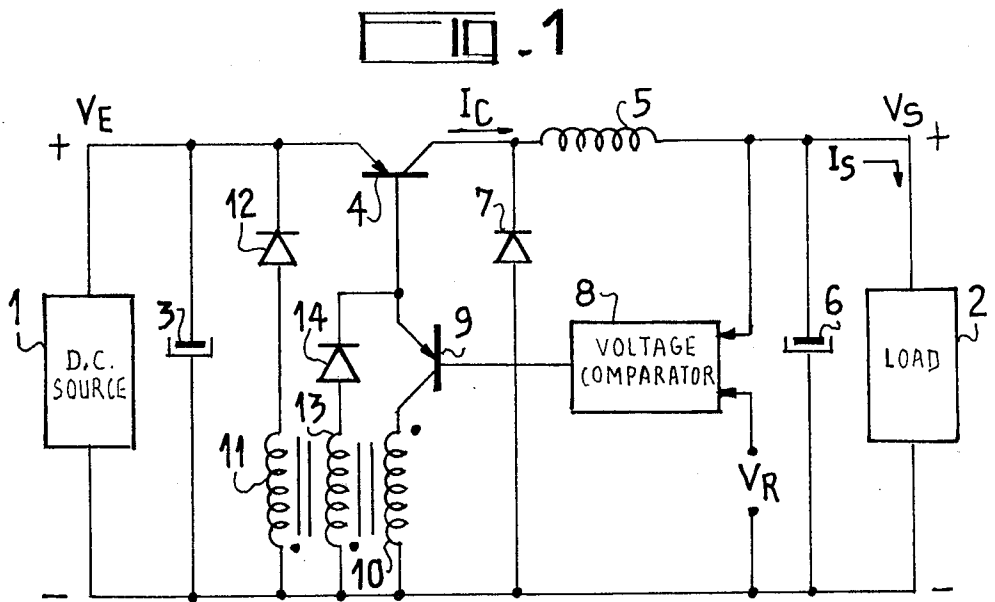 FIG.1
VE
IC
5
VS
+
+
IS
12
4
7
1
3
14
9
8
6
2
D.C.
SOURCE
VOLTAGE
COMPARATOR
LOAD
13
11
VR
10
−
−